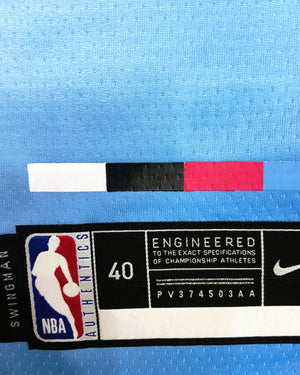 SWINGMAN
NBA
AUTHENTICS
40
ENGINEERED
TO THE EXACT SPECIFICATIONS
OF CHAMPIONSHIP ATHLETES
PV374503AA